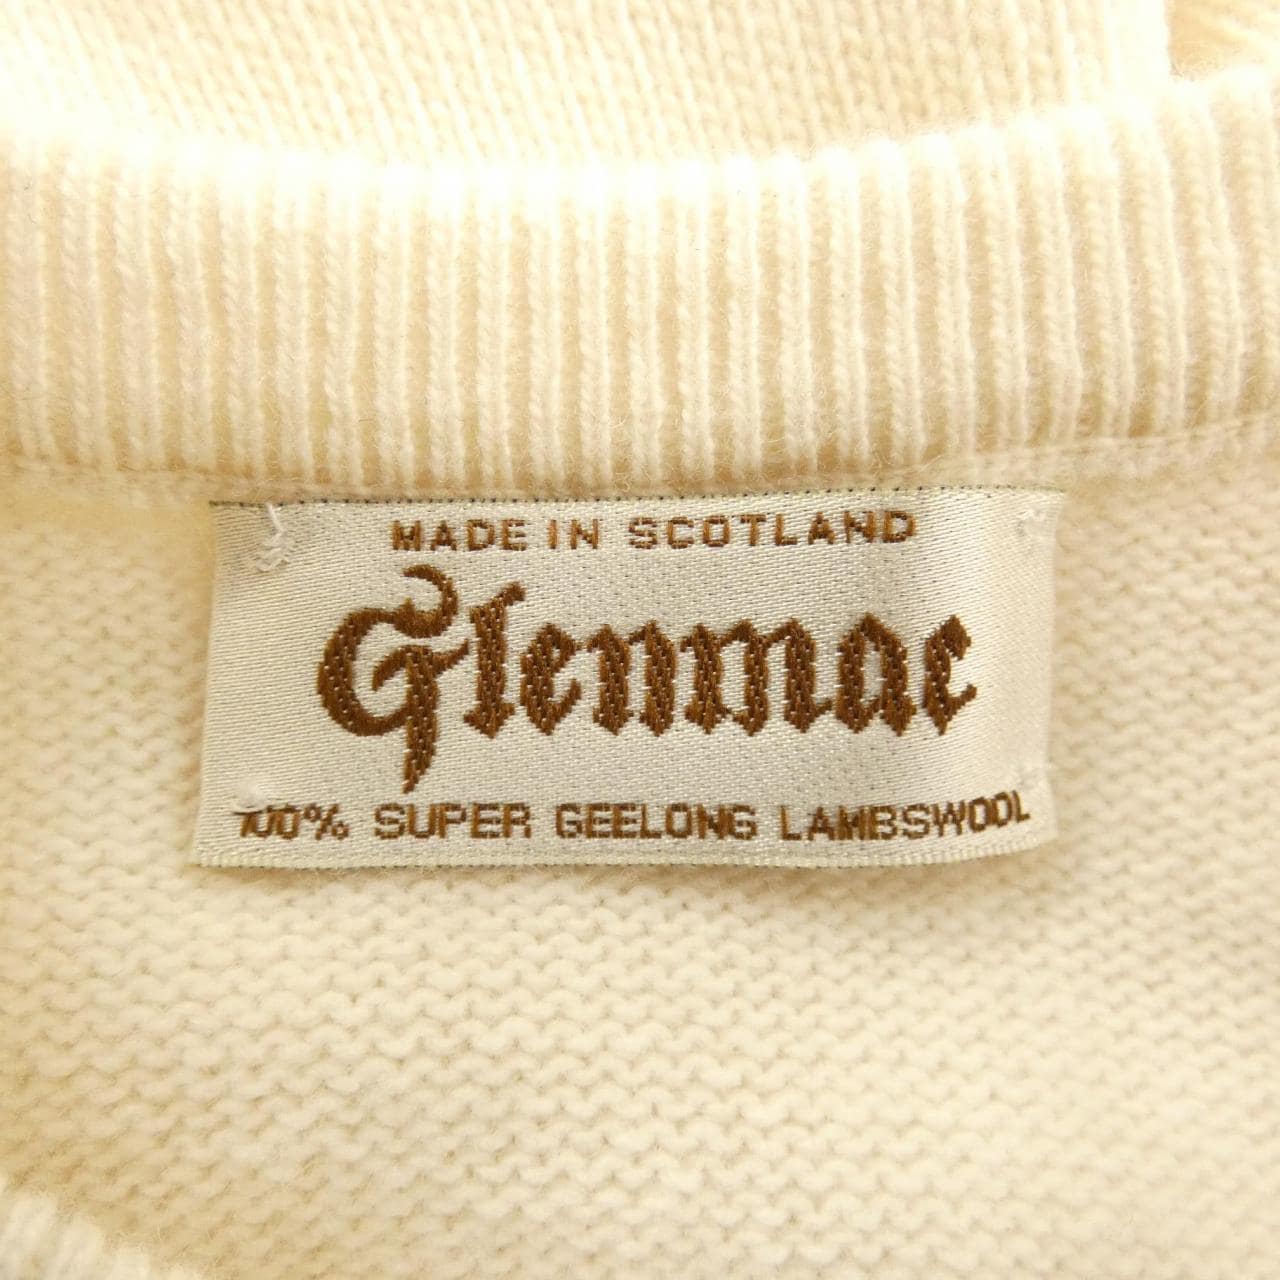 MADE IN SCOTLAND
Glenmac
100% SUPER GEELONG LAMBSWOOL